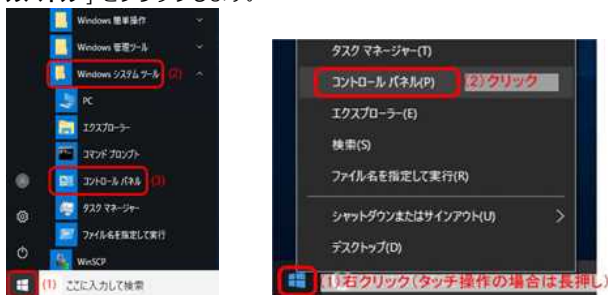 Windows 簡単操作
Windows 管理ツール
Windows システム ツール (2)
PC
エクスプローラー
コマンド プロンプト
コントロール パネル (3)
タスク マネージャー
ファイル名を指定して実行
WinSCP
(1) ここに入力して検索
タスク マネージャー(T)
コントロール パネル(P) (2)クリック
エクスプローラー(E)
検索(S)
ファイル名を指定して実行(R)
シャットダウンまたはサインアウト(U)
デスクトップ(D)
(1)右クリック(タッチ操作の場合は長押し)